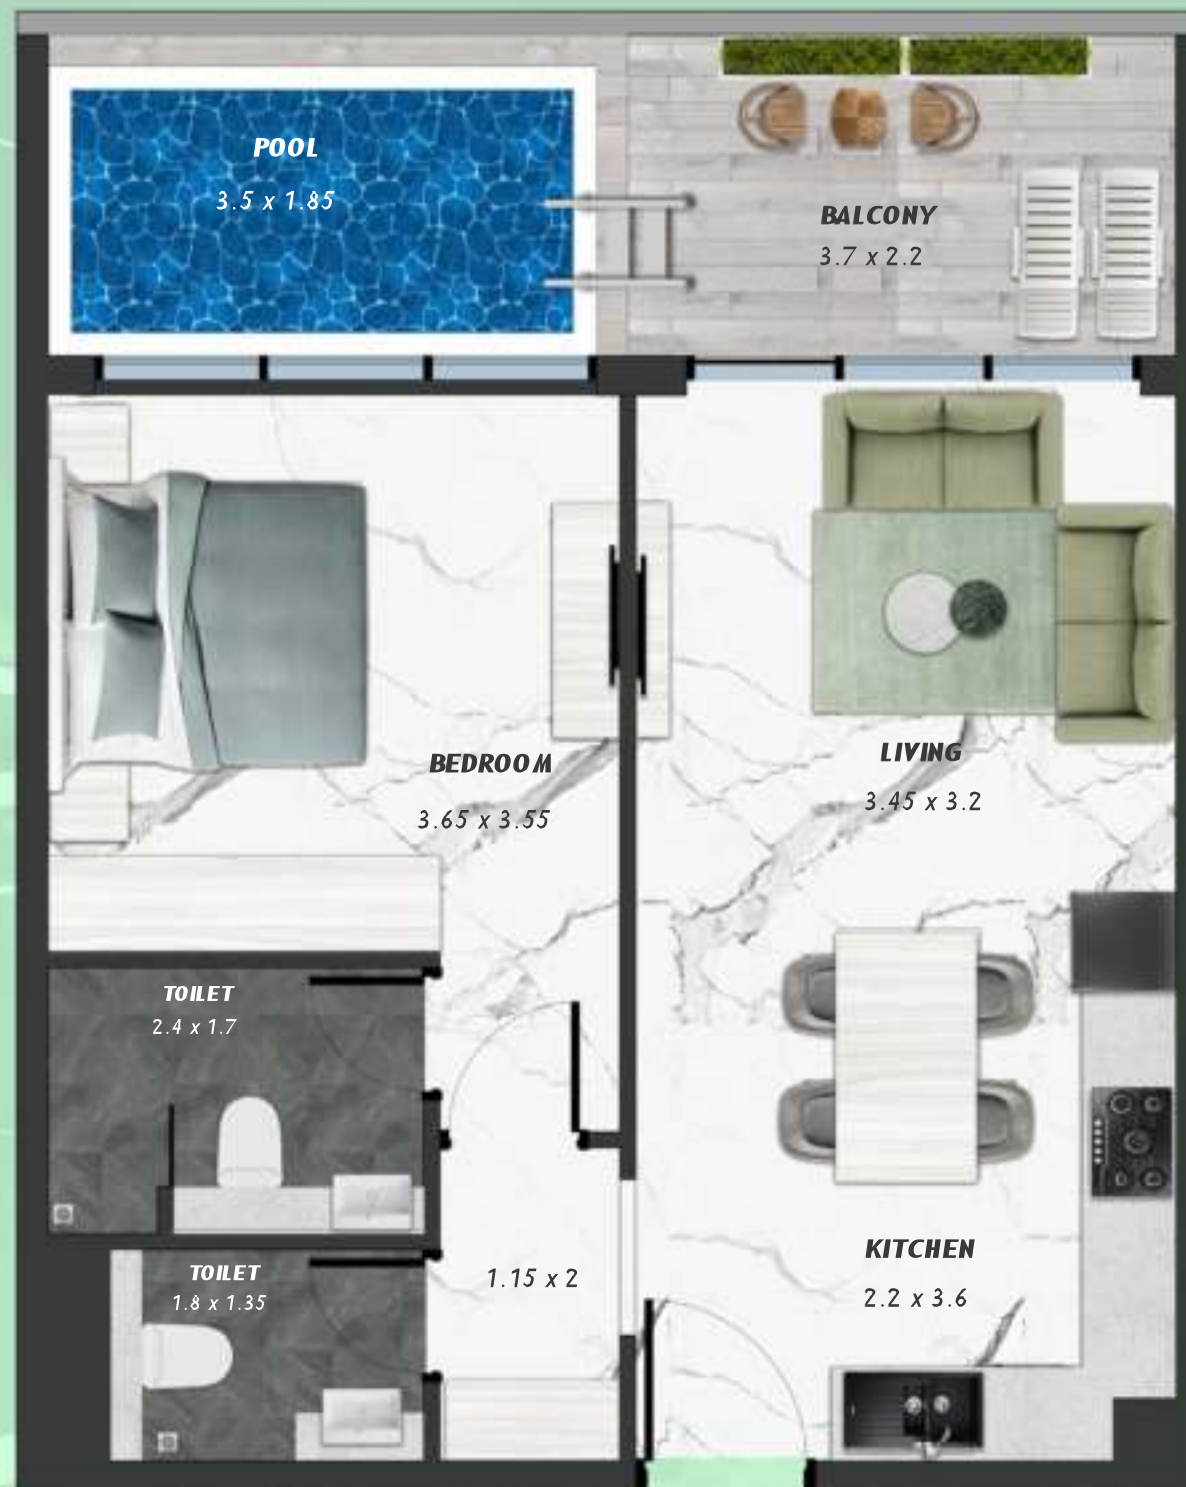 POOL
3.5 x 1.85
BALCONY
3.7 x 2.2
BEDROOM
3.65 x 3.55
LIVING
3.45 x 3.2
TOILET
2.4 x 1.7
KITCHEN
2.2 x 3.6
TOILET
1.8 x 1.35
1.15 x 2